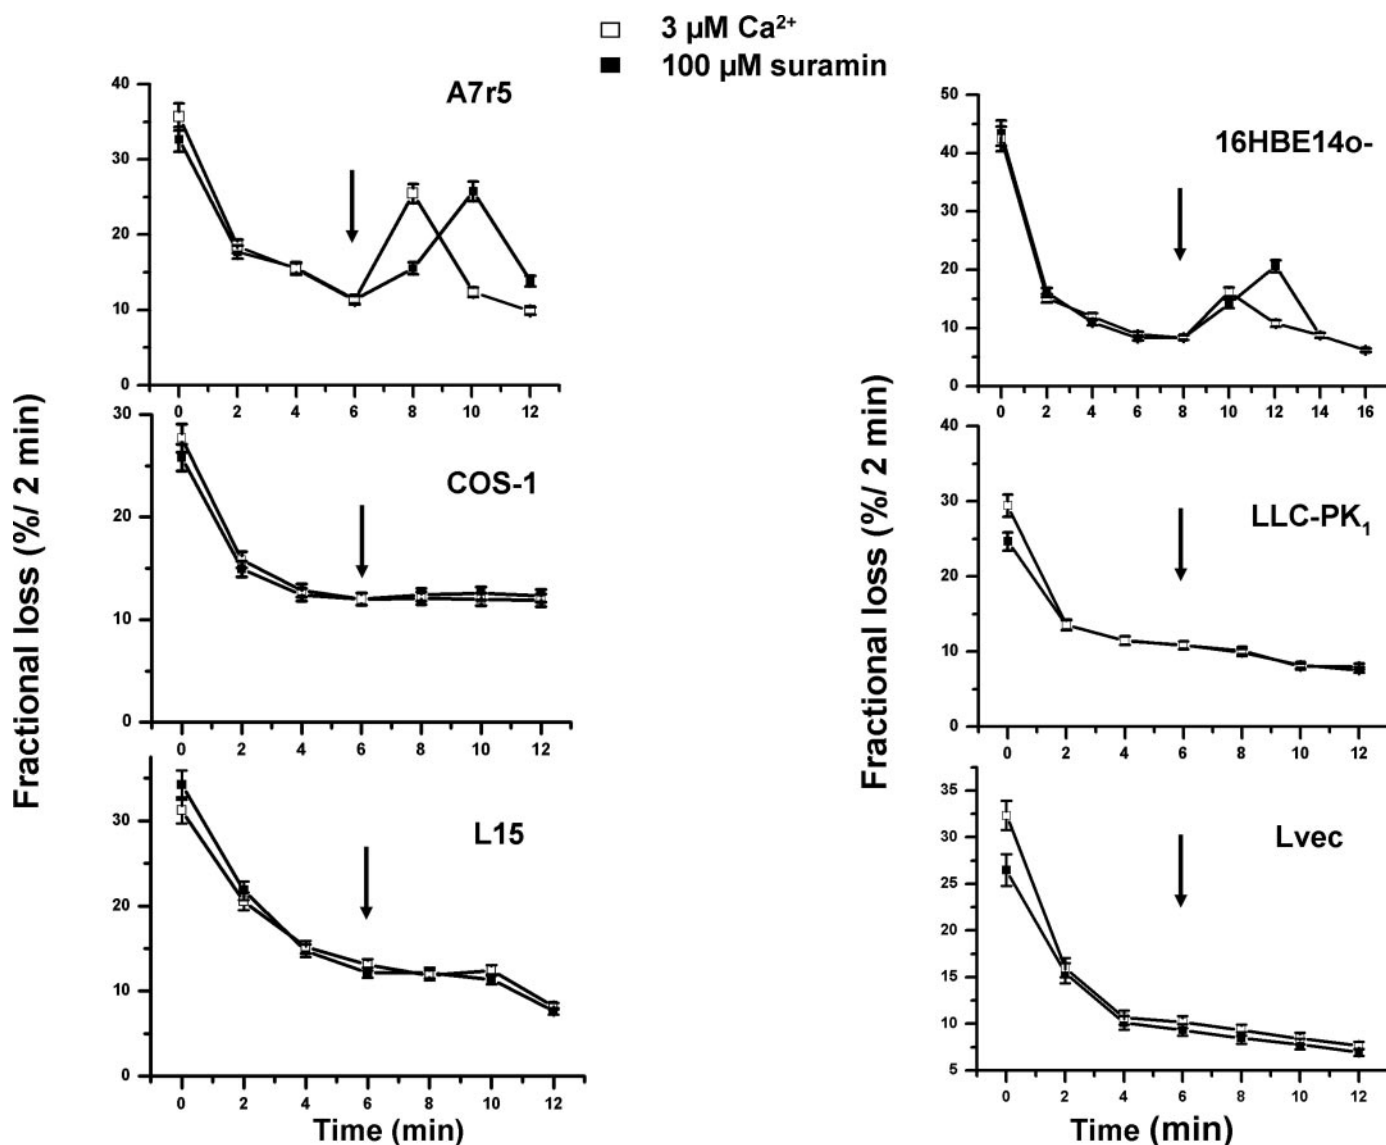 3 µM Ca²⁺
100 µM suramin
A7r5
40
30
20
10
0
0 2 4 6 8 10 12
COS-1
30
20
10
0
0 2 4 6 8 10 12
L15
30
20
10
0
0 2 4 6 8 10 12
Time (min)
Fractional loss (%/ 2 min)
16HBE14o-
50
40
30
20
10
0
0 2 4 6 8 10 12 14 16
LLC-PK₁
40
30
20
10
0
0 2 4 6 8 10 12
Lvec
35
30
25
20
15
10
5
0 2 4 6 8 10 12
Time (min)
Fractional loss (%/ 2 min)